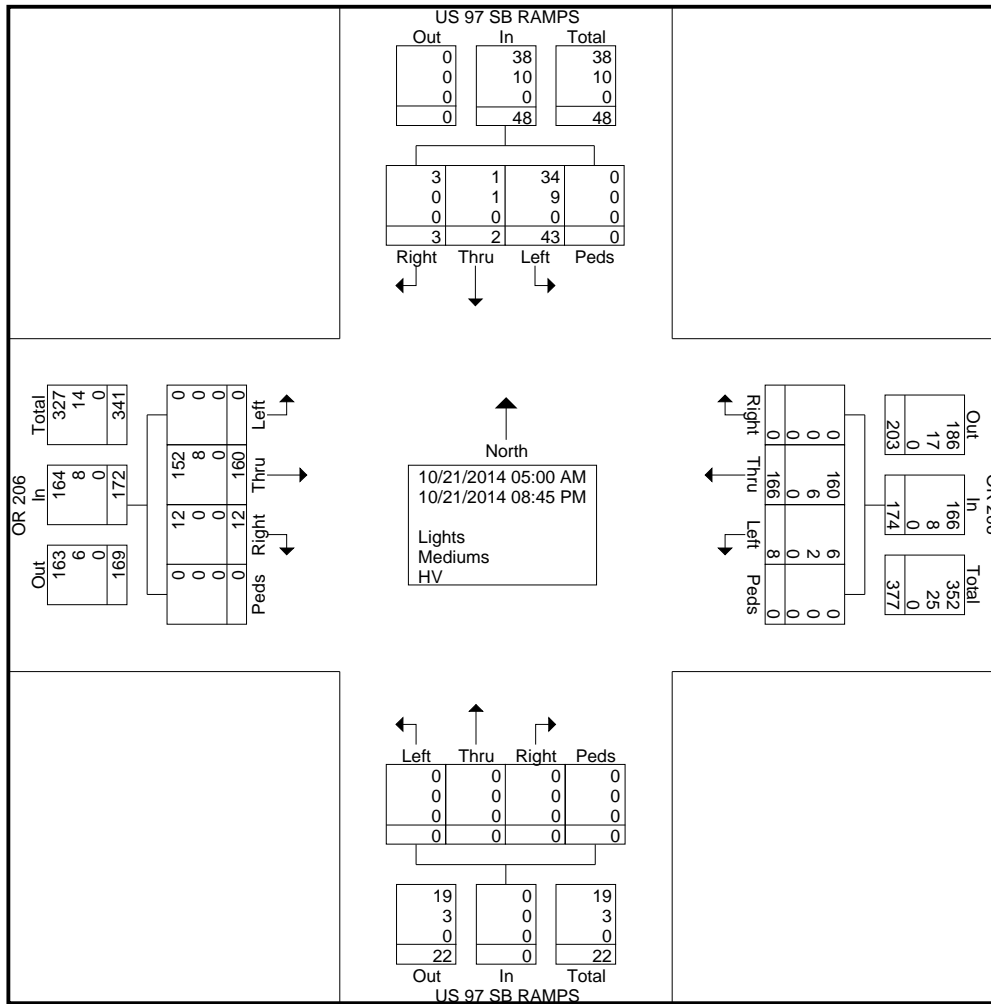 US 97 SB RAMPS
Out In Total
0 38 38
0 10 10
0 0 0
0 48 48
3 1 34 0
0 1 9 0
0 0 0 0
3 2 43 0
Right Thru Left Peds
OR 206
Total
327
14
0
341
In
164
8
0
172
Out
163
6
0
169
Left
0
0
0
0
Thru
152
8
0
160
Right
12
0
0
12
Peds
0
0
0
0
North
10/21/2014 05:00 AM
10/21/2014 08:45 PM
Lights
Mediums
HV
Right
0
0
0
0
Thru
160
6
0
166
Left
6
2
0
8
Peds
0
0
0
0
Out
186
17
0
203
In
166
8
0
174
Total
352
25
0
377
Left Thru Right Peds
0 0 0 0
0 0 0 0
0 0 0 0
0 0 0 0
19 0 19
3 0 3
0 0 0
22 0 22
Out In Total
US 97 SB RAMPS